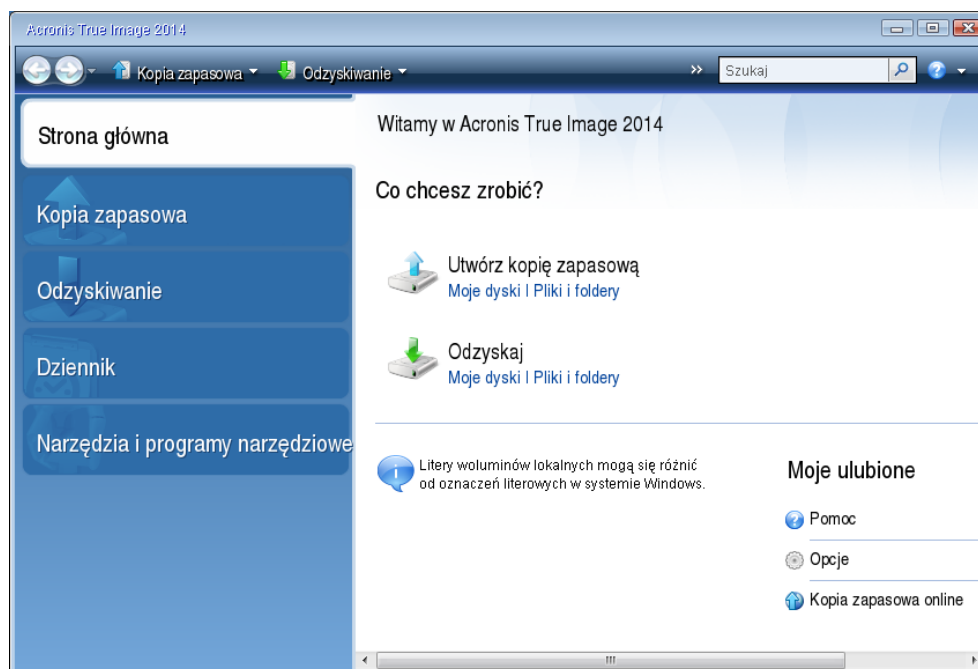 Acronis True Image 2014
Kopia zapasowa
Odzyskiwanie
»
Szukaj
Strona główna
Kopia zapasowa
Odzyskiwanie
Dziennik
Narzędzia i programy narzędziowe
Witamy w Acronis True Image 2014
Co chcesz zrobić?
Utwórz kopię zapasową
Moje dyski | Pliki i foldery
Odzyskaj
Moje dyski | Pliki i foldery
Litery woluminów lokalnych mogą się różnić
od oznaczeń literowych w systemie Windows.
Moje ulubione
Pomoc
Opcje
Kopia zapasowa online